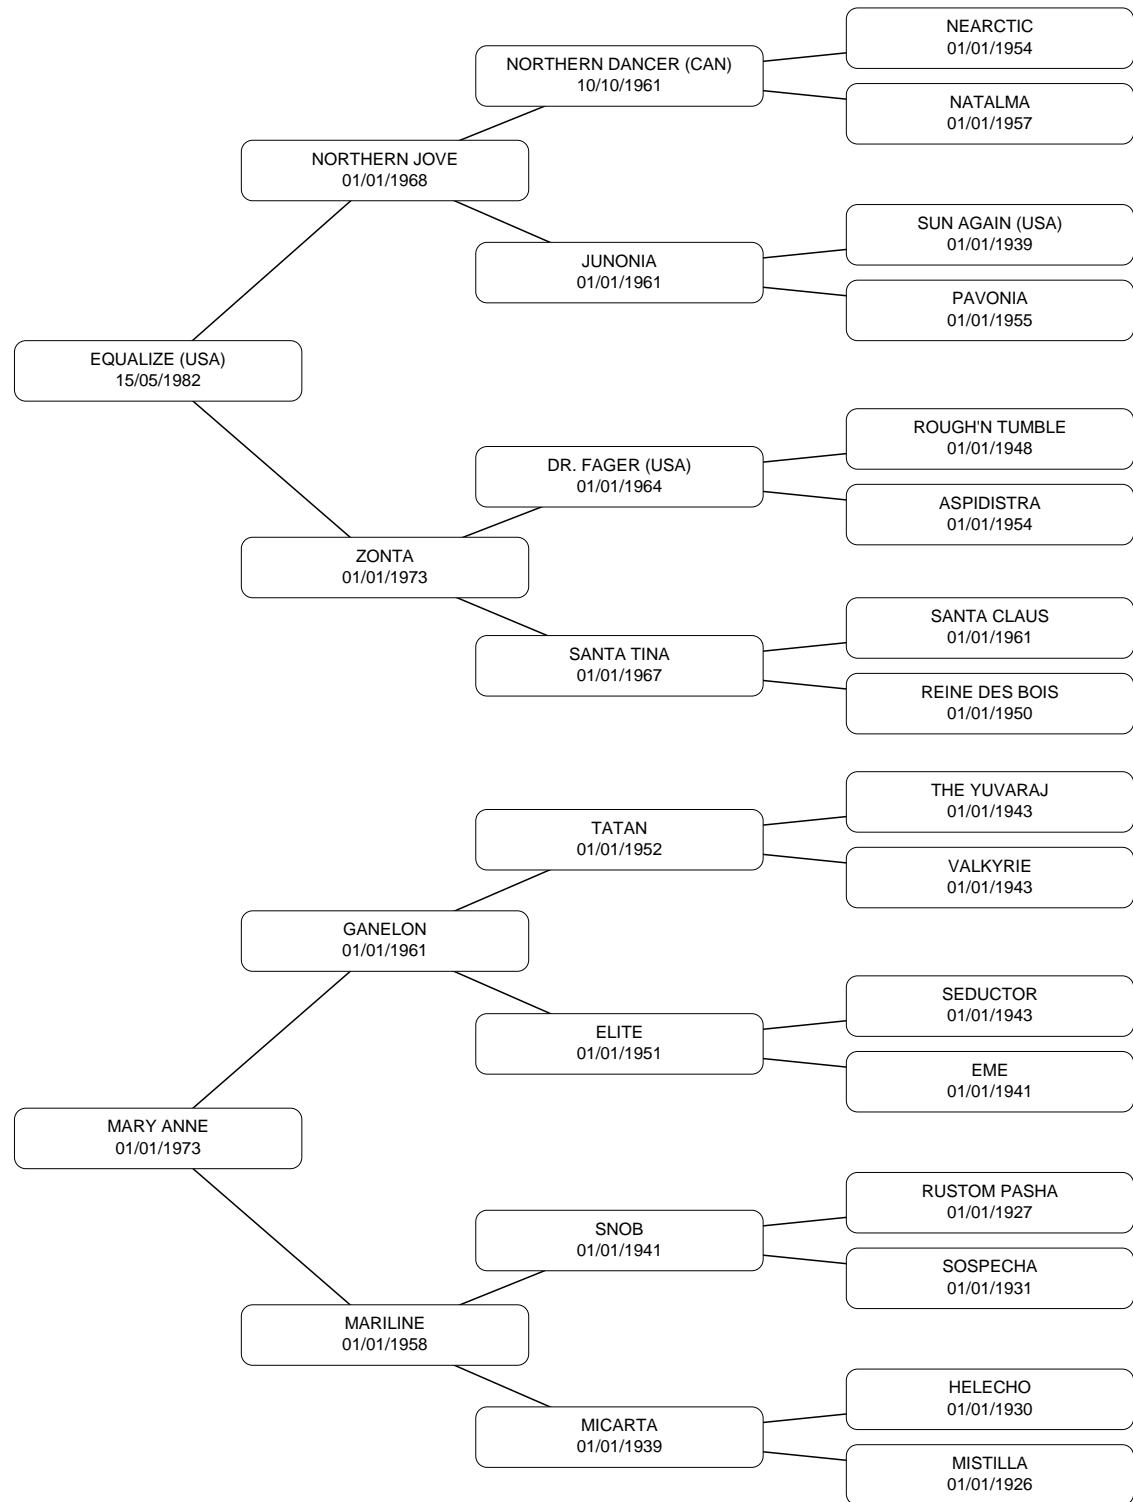 NEARCTIC
01/01/1954
NORTHERN DANCER (CAN)
10/10/1961
NATALMA
01/01/1957
NORTHERN JOVE
01/01/1968
SUN AGAIN (USA)
01/01/1939
JUNONIA
01/01/1961
PAVONIA
01/01/1955
EQUALIZE (USA)
15/05/1982
ROUGH'N TUMBLE
01/01/1948
DR. FAGER (USA)
01/01/1964
ASPIDISTRA
01/01/1954
ZONTA
01/01/1973
SANTA CLAUS
01/01/1961
SANTA TINA
01/01/1967
REINE DES BOIS
01/01/1950
THE YUVARAJ
01/01/1943
TATAN
01/01/1952
VALKYRIE
01/01/1943
GANELON
01/01/1961
SEDUCTOR
01/01/1943
ELITE
01/01/1951
EME
01/01/1941
MARY ANNE
01/01/1973
RUSTOM PASHA
01/01/1927
SNOB
01/01/1941
SOSPECHA
01/01/1931
MARILINE
01/01/1958
HELECHO
01/01/1930
MICARTA
01/01/1939
MISTILLA
01/01/1926